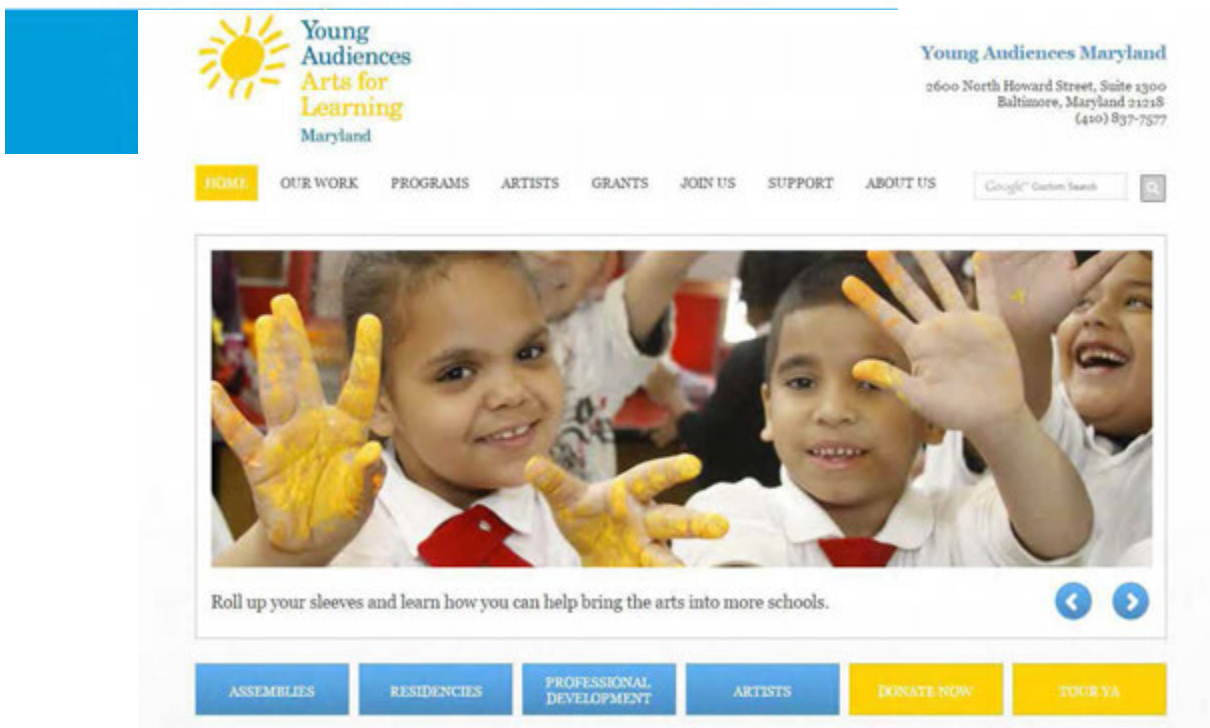 Young
Audiences
Arts for
Learning
Maryland
Young Audiences Maryland
2600 North Howard Street, Suite 1300
Baltimore, Maryland 21218
(410) 837-7577
HOME OUR WORK PROGRAMS ARTISTS GRANTS JOIN US SUPPORT ABOUT US Google™ Custom Search
Roll up your sleeves and learn how you can help bring the arts into more schools.
ASSEMBLIES RESIDENCIES PROFESSIONAL DEVELOPMENT ARTISTS DONATE NOW TOUR YA